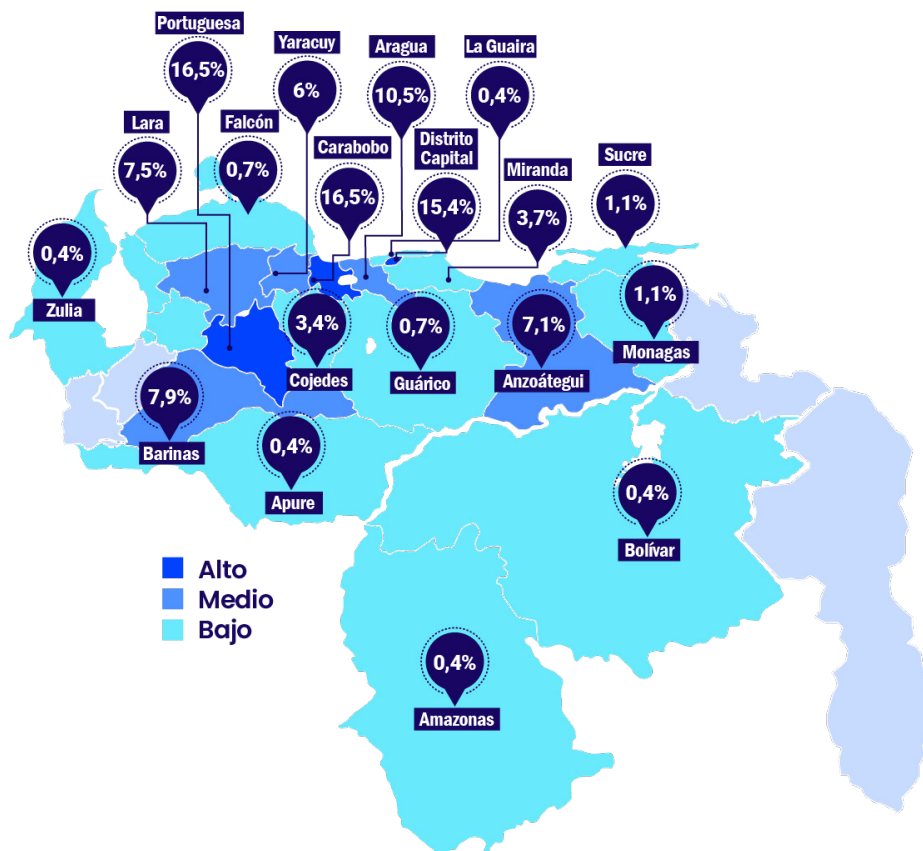 Portuguesa
16,5%
Yaracuy
6%
Aragua
10,5%
La Guaira
0,4%
Lara
7,5%
Falcón
0,7%
Carabobo
16,5%
Distrito
Capital
15,4%
Miranda
3,7%
Sucre
1,1%
0,4%
Zulia
3,4%
Cojedes
0,7%
Guárico
7,1%
Anzoátegui
1,1%
Monagas
7,9%
Barinas
0,4%
Apure
0,4%
Bolívar
Alto
Medio
Bajo
0,4%
Amazonas